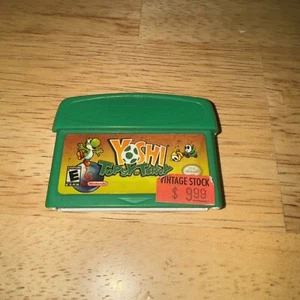 YOSHI
TOPSY-TURVY
E
VINTAGE STOCK
$ 9.99